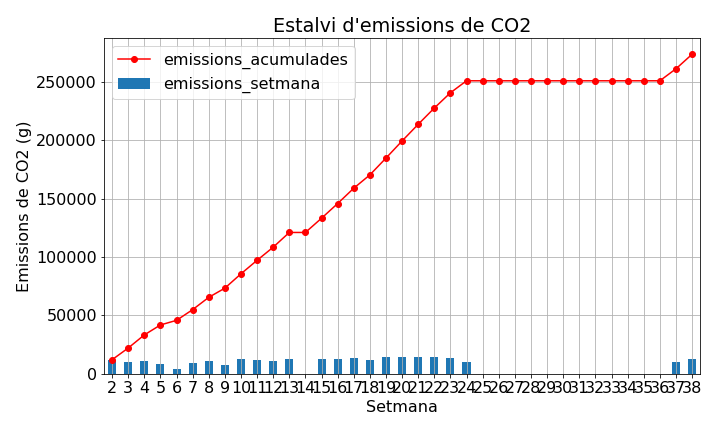 Estalvi d'emissions de CO2
emissions_acumulades
emissions_setmana
Emissions de CO2 (g)
250000
200000
150000
100000
50000
0
2 3 4 5 6 7 8 9 10 11 12 13 14 15 16 17 18 19 20 21 22 23 24 25 26 27 28 29 30 31 32 33 34 35 36 37 38
Setmana